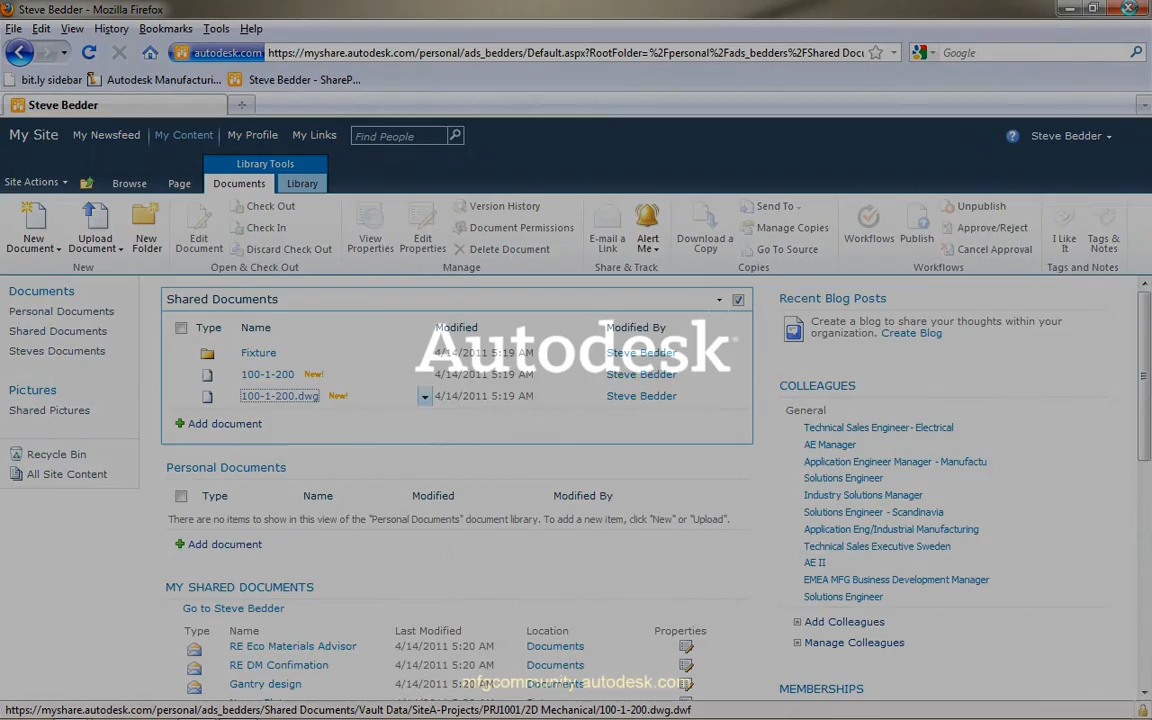 Steve Bedder - Mozilla Firefox
File Edit View History Bookmarks Tools Help
autodesk.com https://myshare.autodesk.com/personal/ads_bedders/Default.aspx?RootFolder=%2Fpersonal%2Fads_bedders%2FShared Docu Google
bit.ly sidebar Autodesk Manufacturi... Steve Bedder - ShareP...
Steve Bedder
My Site My Newsfeed My Content My Profile My Links Find People Steve Bedder
Library Tools
Site Actions Browse Page Documents Library
New Document Upload Document New Folder Edit Document Check Out Check In Discard Check Out View Properties Edit Properties Version History Document Permissions Delete Document E-mail a Link Alert Me Download a Copy Send To Manage Copies Go To Source Workflows Publish Unpublish Approve/Reject Cancel Approval I Like It Tags & Notes
New Open & Check Out Manage Share & Track Copies Workflows Tags and Notes
Documents
Personal Documents
Shared Documents
Steves Documents
Pictures
Shared Pictures
Recycle Bin
All Site Content
Shared Documents
Type Name Modified Modified By
Fixture 4/14/2011 5:19 AM Steve Bedder
100-1-200 New! 4/14/2011 5:19 AM Steve Bedder
100-1-200.dwg New! 4/14/2011 5:19 AM Steve Bedder
Autodesk
Add document
Personal Documents
Type Name Modified Modified By
There are no items to show in this view of the "Personal Documents" document library. To add a new item, click "New" or "Upload".
Add document
MY SHARED DOCUMENTS
Go to Steve Bedder
Type Name Last Modified Location Properties
RE Eco Materials Advisor 4/14/2011 5:20 AM Documents
RE DM Confimation 4/14/2011 5:20 AM Documents
Gantry design 4/14/2011 5:20 AM Documents
mfgcommunity.autodesk.com
Recent Blog Posts
Create a blog to share your thoughts within your
organization. Create Blog
COLLEAGUES
General
Technical Sales Engineer- Electrical
AE Manager
Application Engineer Manager - Manufactu
Solutions Engineer
Industry Solutions Manager
Solutions Engineer - Scandinavia
Application Eng/Industrial Manufacturing
Technical Sales Executive Sweden
AE II
EMEA MFG Business Development Manager
Solutions Engineer
Add Colleagues
Manage Colleagues
MEMBERSHIPS
https://myshare.autodesk.com/personal/ads_bedders/Shared Documents/Vault Data/SiteA-Projects/PRJ1001/2D Mechanical/100-1-200.dwg.dwf